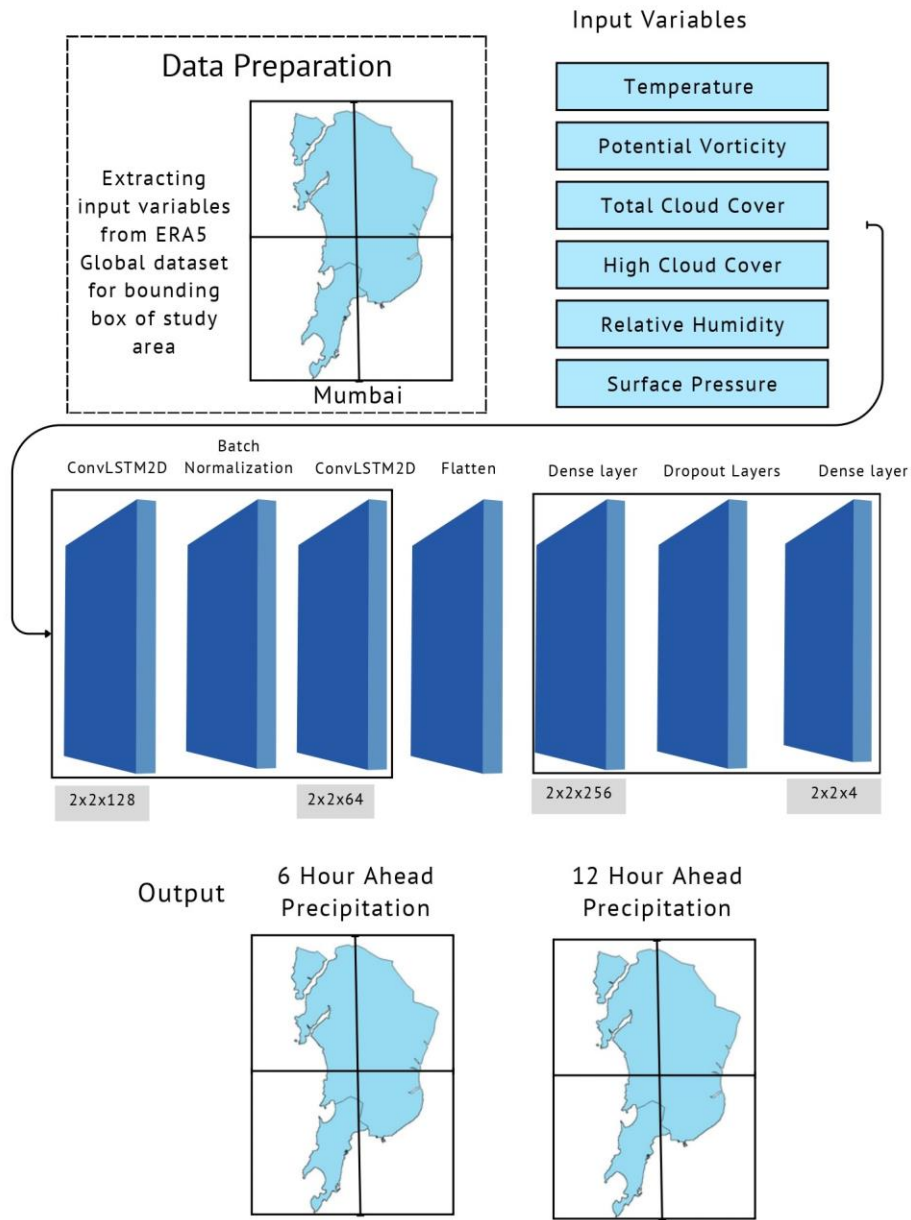 Data Preparation
Extracting
input variables
from ERA5
Global dataset
for bounding
box of study
area
Mumbai
Input Variables
Temperature
Potential Vorticity
Total Cloud Cover
High Cloud Cover
Relative Humidity
Surface Pressure
ConvLSTM2D
Batch
Normalization
ConvLSTM2D
Flatten
Dense layer
Dropout Layers
Dense layer
2x2x128
2x2x64
2x2x256
2x2x4
Output
6 Hour Ahead
Precipitation
12 Hour Ahead
Precipitation